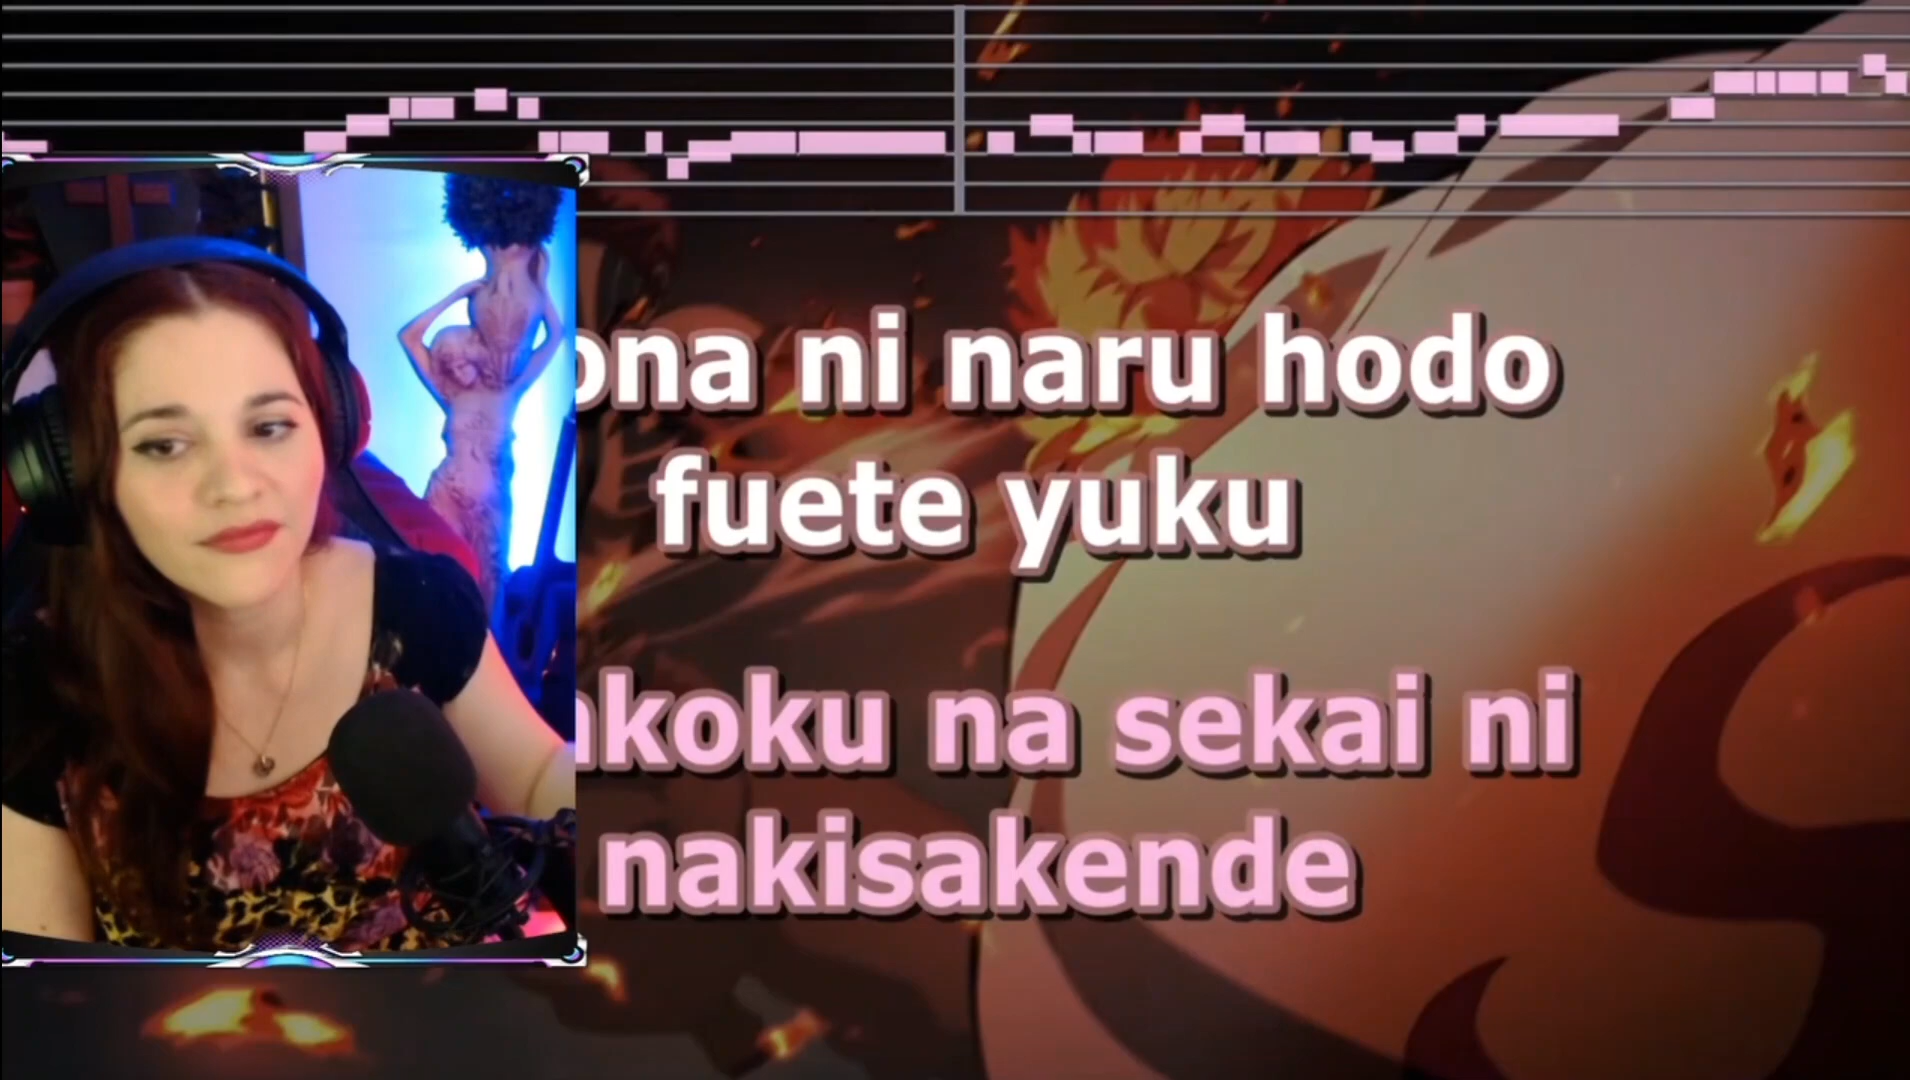 ona ni naru hodo
fuete yuku
akoku na sekai ni
nakisakende